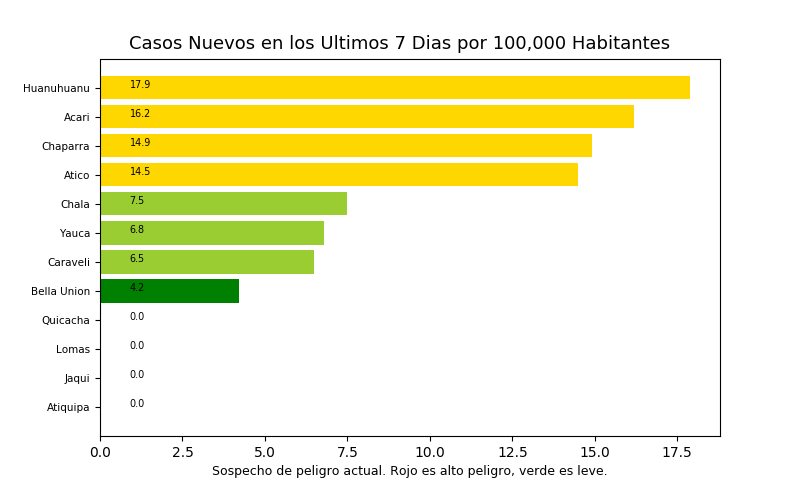 Casos Nuevos en los Ultimos 7 Dias por 100,000 Habitantes
Huanuhuanu 17.9
Acari 16.2
Chaparra 14.9
Atico 14.5
Chala 7.5
Yauca 6.8
Caraveli 6.5
Bella Union 4.2
Quicacha 0.0
Lomas 0.0
Jaqui 0.0
Atiquipa 0.0
0.0 2.5 5.0 7.5 10.0 12.5 15.0 17.5
Sospecho de peligro actual. Rojo es alto peligro, verde es leve.